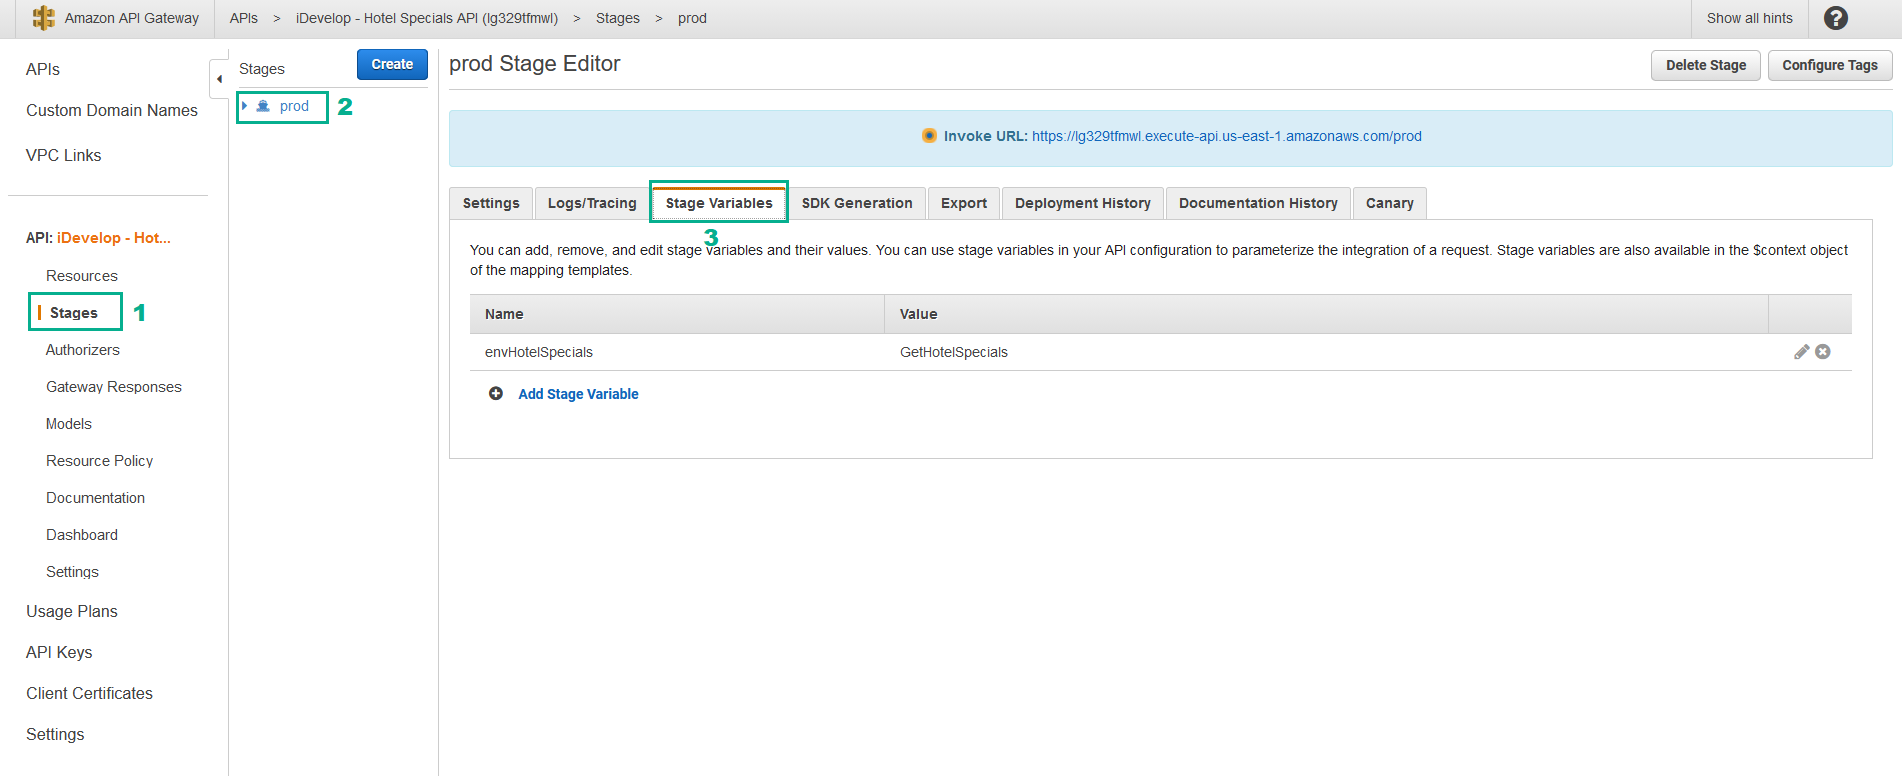 Amazon API Gateway
APIs > iDevelop - Hotel Specials API (lg329tfmwl) > Stages > prod
Show all hints
?
APIs
Custom Domain Names
VPC Links
API: iDevelop - Hot...
Resources
Stages
1
Authorizers
Gateway Responses
Models
Resource Policy
Documentation
Dashboard
Settings
Usage Plans
API Keys
Client Certificates
Settings
Stages
Create
prod
2
prod Stage Editor
Delete Stage
Configure Tags
Invoke URL: https://lg329tfmwl.execute-api.us-east-1.amazonaws.com/prod
Settings
Logs/Tracing
Stage Variables
SDK Generation
Export
Deployment History
Documentation History
Canary
3
You can add, remove, and edit stage variables and their values. You can use stage variables in your API configuration to parameterize the integration of a request. Stage variables are also available in the $context object
of the mapping templates.
Name Value
envHotelSpecials GetHotelSpecials
Add Stage Variable